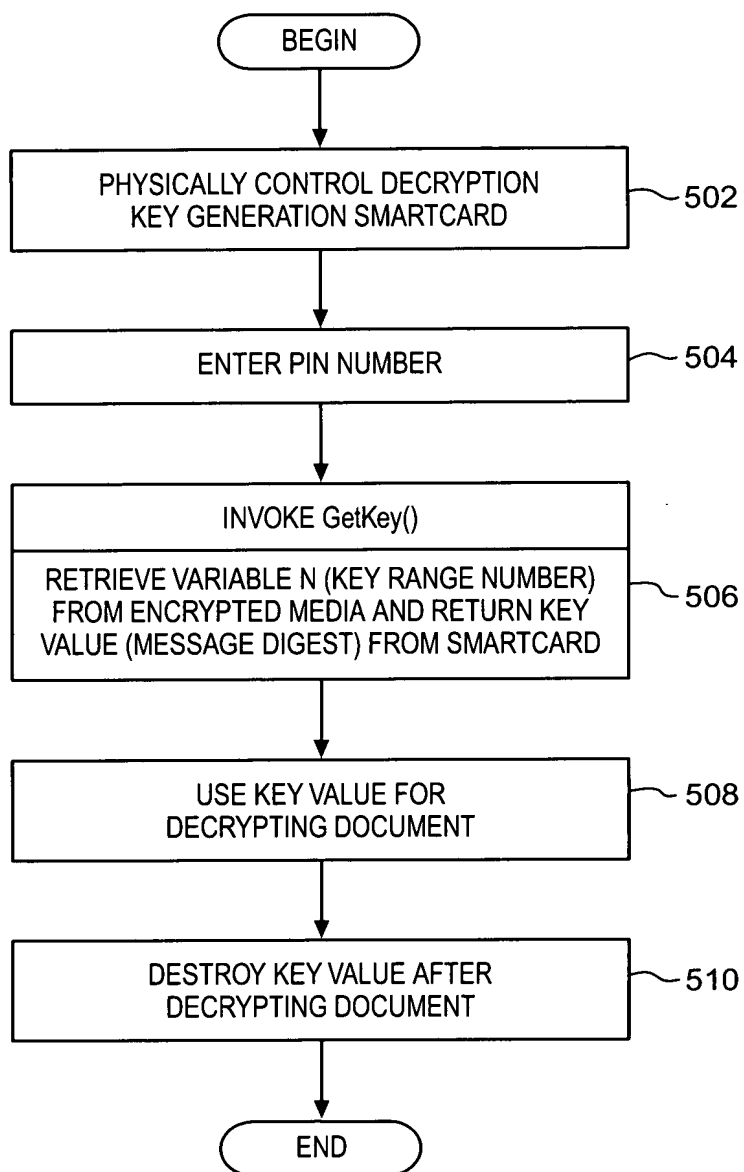 BEGIN
PHYSICALLY CONTROL DECRYPTION
KEY GENERATION SMARTCARD
502
ENTER PIN NUMBER
504
INVOKE GetKey()
RETRIEVE VARIABLE N (KEY RANGE NUMBER)
FROM ENCRYPTED MEDIA AND RETURN KEY
VALUE (MESSAGE DIGEST) FROM SMARTCARD
506
USE KEY VALUE FOR
DECRYPTING DOCUMENT
508
DESTROY KEY VALUE AFTER
DECRYPTING DOCUMENT
510
END